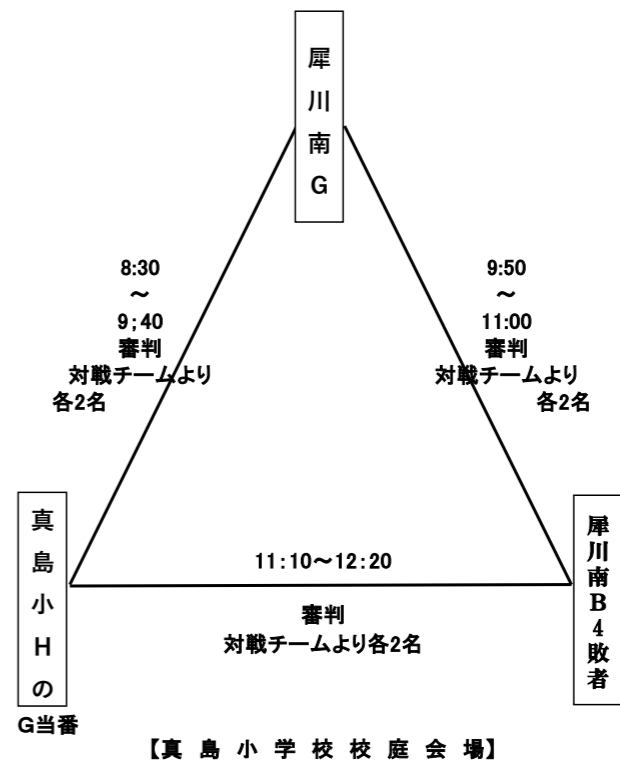 犀川南G
8:30
～
9;40
審判
対戦チームより
各2名
9:50
～
11:00
審判
対戦チームより
各2名
真島小Hの
G当番
11:10～12:20
審判
対戦チームより各2名
犀川南B4敗者
【真 島 小 学 校 校 庭 会 場】